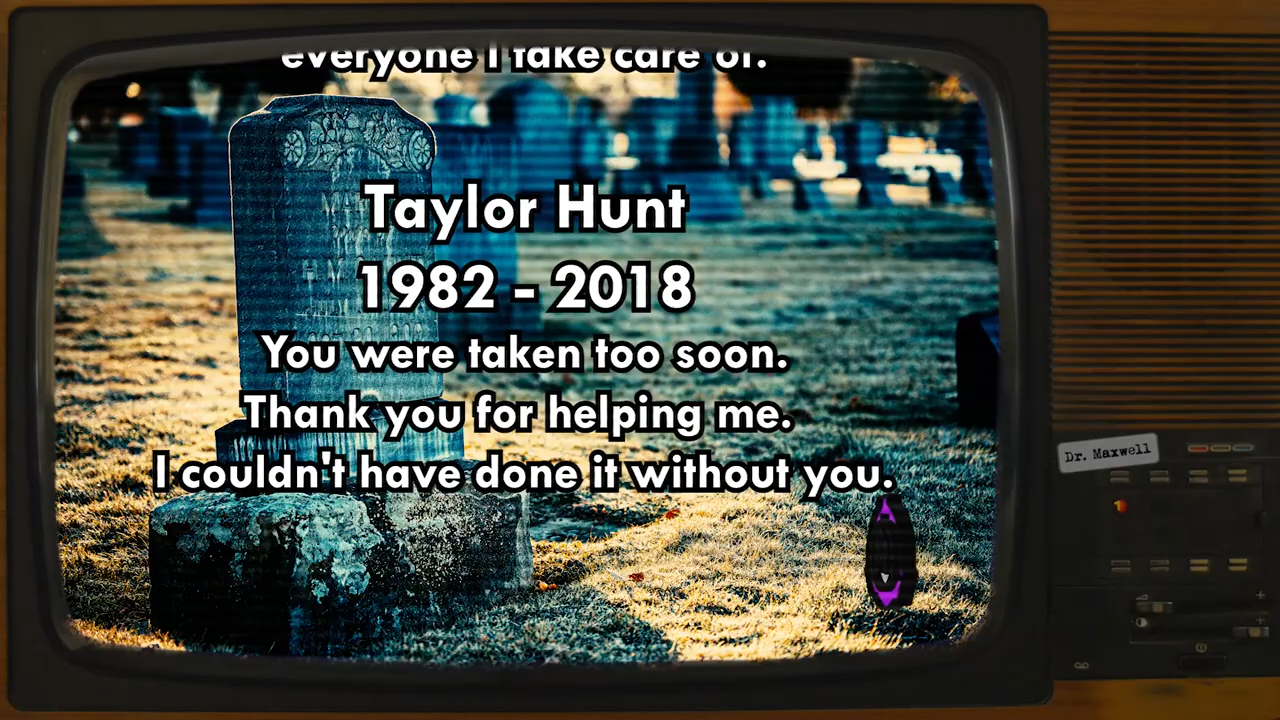 everyone I take care of.
Taylor Hunt
1982 - 2018
You were taken too soon.
Thank you for helping me.
I couldn't have done it without you.
Dr. Maxwell